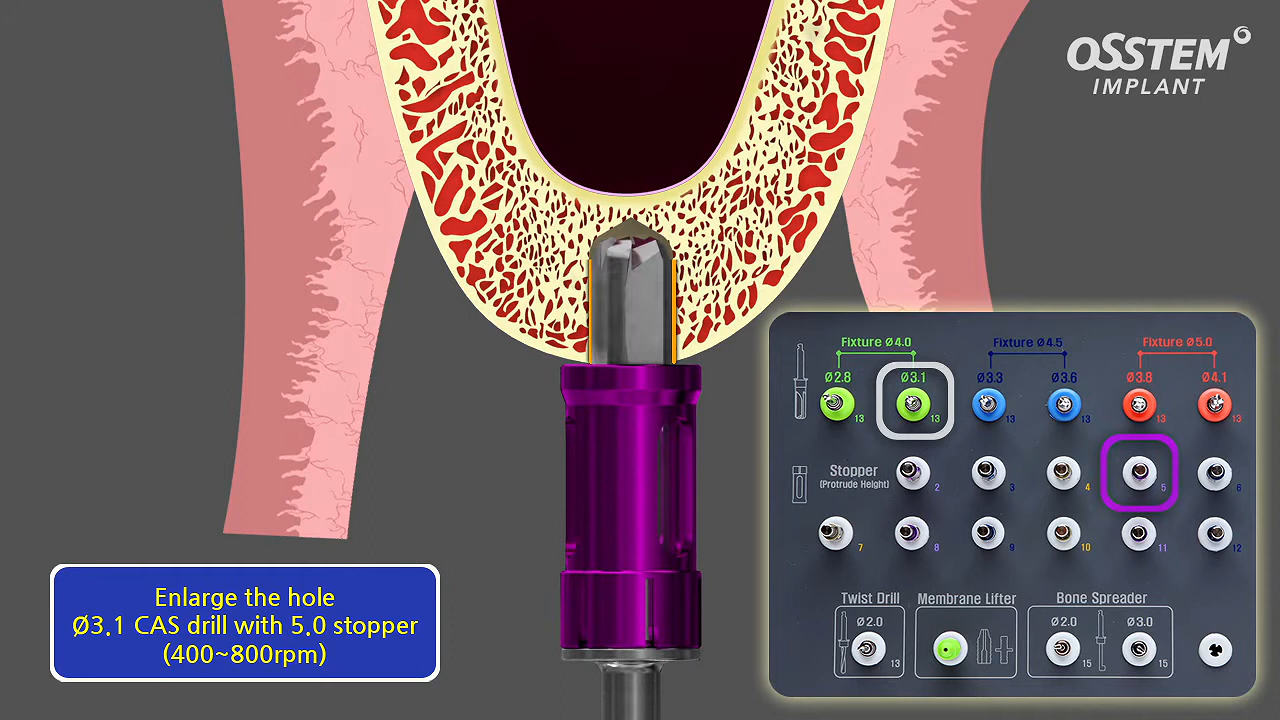 OSSTEM
IMPLANT
Fixture Ø4.0 Fixture Ø4.5 Fixture Ø5.0
Ø2.8 Ø3.1 Ø3.3 Ø3.6 Ø3.8 Ø4.1
13 13 13 13 13 13
Stopper
(Protrude Height)
2 3 4 5 6
7 8 9 10 11 12
Twist Drill Membrane Lifter Bone Spreader
Ø2.0 Ø2.0 Ø3.0
13 15 15
Enlarge the hole
Ø3.1 CAS drill with 5.0 stopper
(400~800rpm)